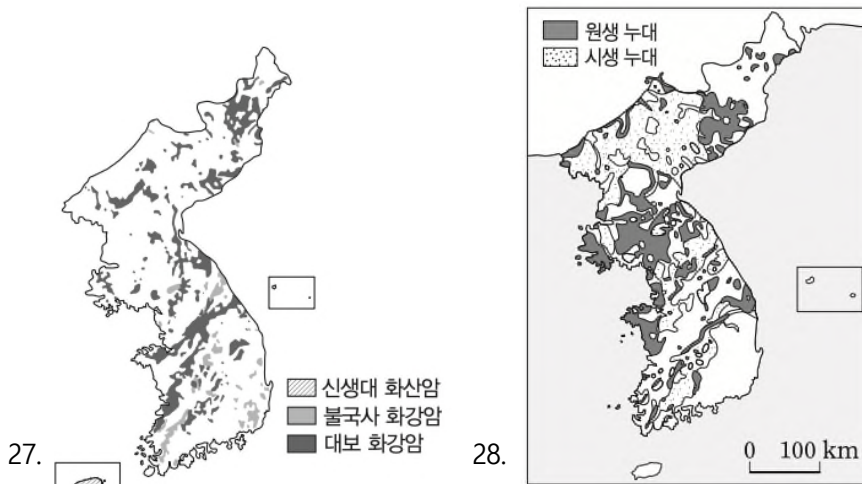 27.
신생대 화산암
불국사 화강암
대보 화강암
28.
원생 누대
시생 누대
0 100 km